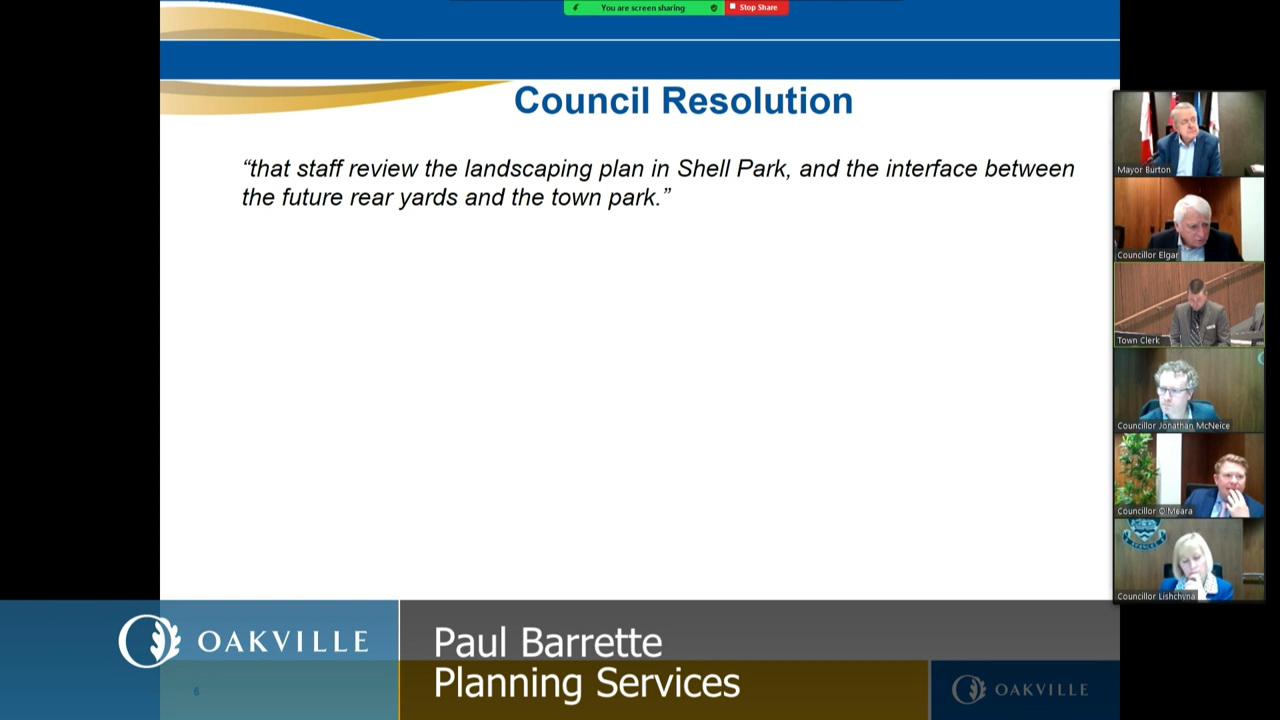 You are screen sharing
Stop Share
Council Resolution
“that staff review the landscaping plan in Shell Park, and the interface between
the future rear yards and the town park.”
Mayor Burton
Councillor Elgar
Town Clerk
Councillor Jonathan McNeice
Councillor O'Meara
Councillor Lishchyna
OAKVILLE
Paul Barrette
Planning Services
6
OAKVILLE